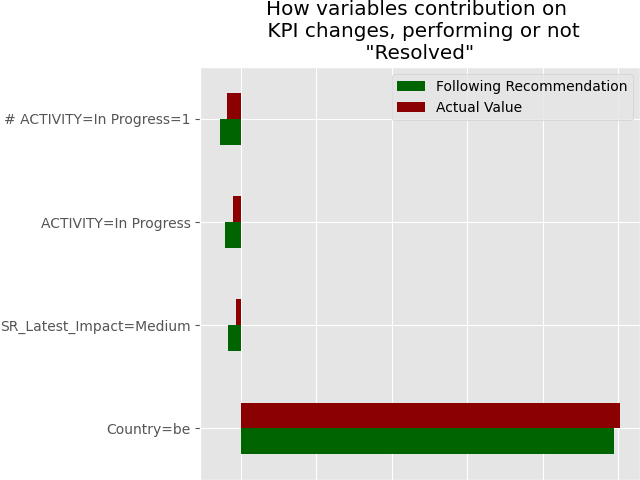 How variables contribution on
KPI changes, performing or not
"Resolved"
Following Recommendation
Actual Value
# ACTIVITY=In Progress=1
ACTIVITY=In Progress
SR_Latest_Impact=Medium
Country=be